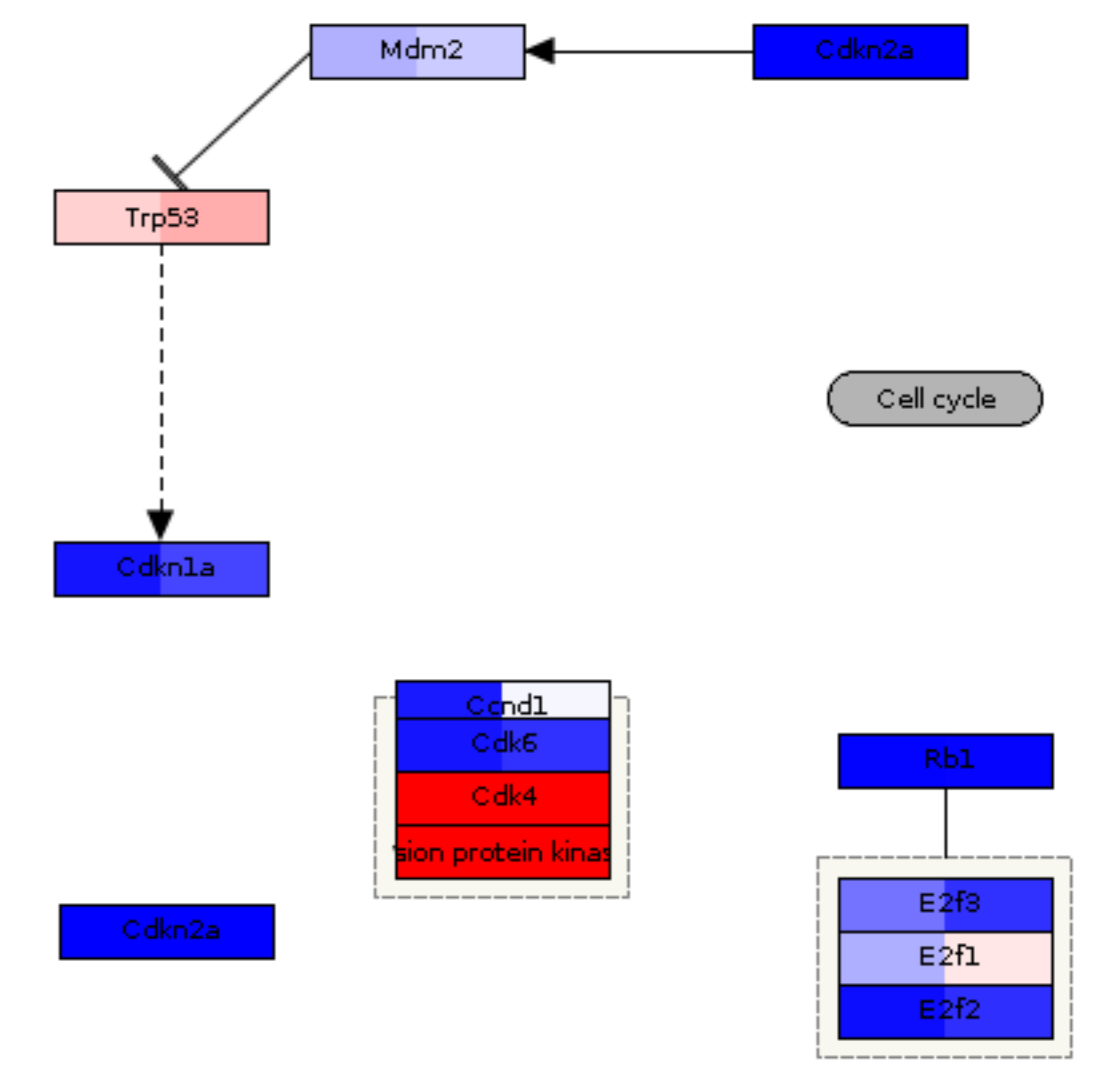 Mdm2
Cdkn2a
Trp53
Cell cycle
Cdkn1a
Ccnd1
Cdk6
Cdk4
sion protein kinas
Rb1
E2f3
E2f1
E2f2
Cdkn2a